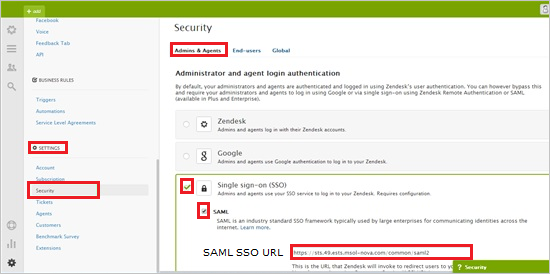 + add
Facebook
Voice
Feedback Tab
API
BUSINESS RULES
Triggers
Automations
Service Level Agreements
SETTINGS
Account
Subscription
Security
Tickets
Agents
Customers
Benchmark Survey
Extensions
Security
Admins & Agents End-users Global
Administrator and agent login authentication
By default, your administrators and agents are authenticated and logged in using Zendesk's user authentication. You can however bypass this
and require your administrators and agents to log in using Google or via single sign-on using Zendesk Remote Authentication or SAML
(available in Plus and Enterprise).
Zendesk
Admins and agents log in with their Zendesk accounts.
Google
Admins and agents use Google authentication to log in to your Zendesk.
Single sign-on (SSO)
Admins and agents use your SSO service to log in to your Zendesk. Requires configuration.
SAML
SAML is an industry standard SSO framework typically used by large enterprises for communicating identities across the
internet. Learn more.
SAML SSO URL https://sts.49.ests.msol-nova.com/common/saml2
This is the URL that Zendesk will invoke to redirect users to
? Security